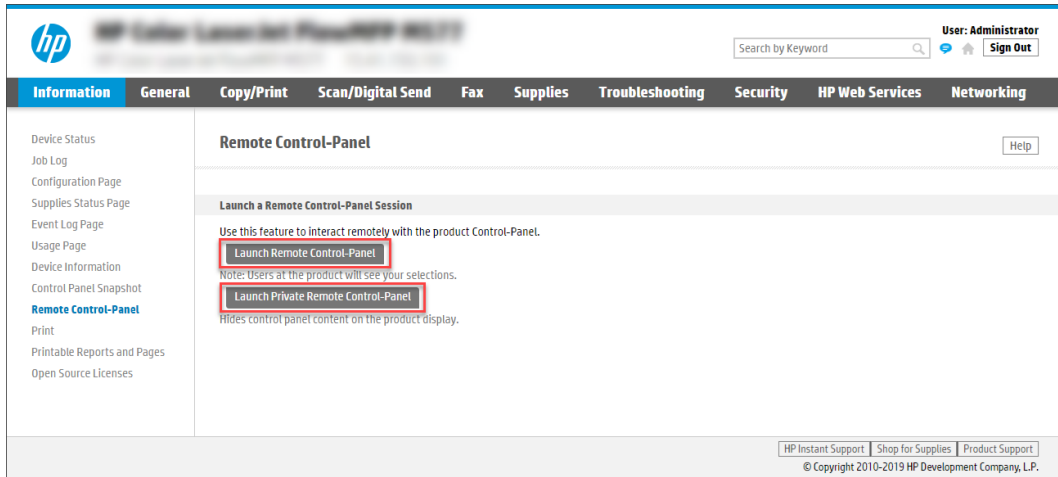 hp
User: Administrator
Search by Keyword
Sign Out
Information General Copy/Print Scan/Digital Send Fax Supplies Troubleshooting Security HP Web Services Networking
Device Status
Job Log
Configuration Page
Supplies Status Page
Event Log Page
Usage Page
Device Information
Control Panel Snapshot
Remote Control-Panel
Print
Printable Reports and Pages
Open Source Licenses
Remote Control-Panel
Help
Launch a Remote Control-Panel Session
Use this feature to interact remotely with the product Control-Panel.
Launch Remote Control-Panel
Note: Users at the product will see your selections.
Launch Private Remote Control-Panel
Hides control panel content on the product display.
HP Instant Support Shop for Supplies Product Support
© Copyright 2010-2019 HP Development Company, L.P.